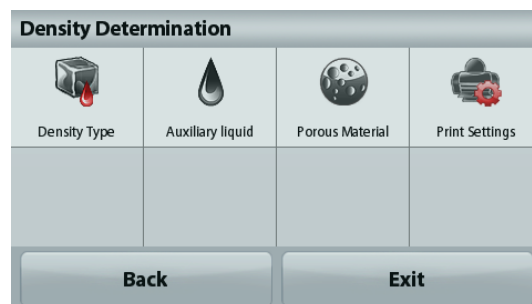 Density Determination
Density Type Auxiliary liquid Porous Material Print Settings
Back Exit